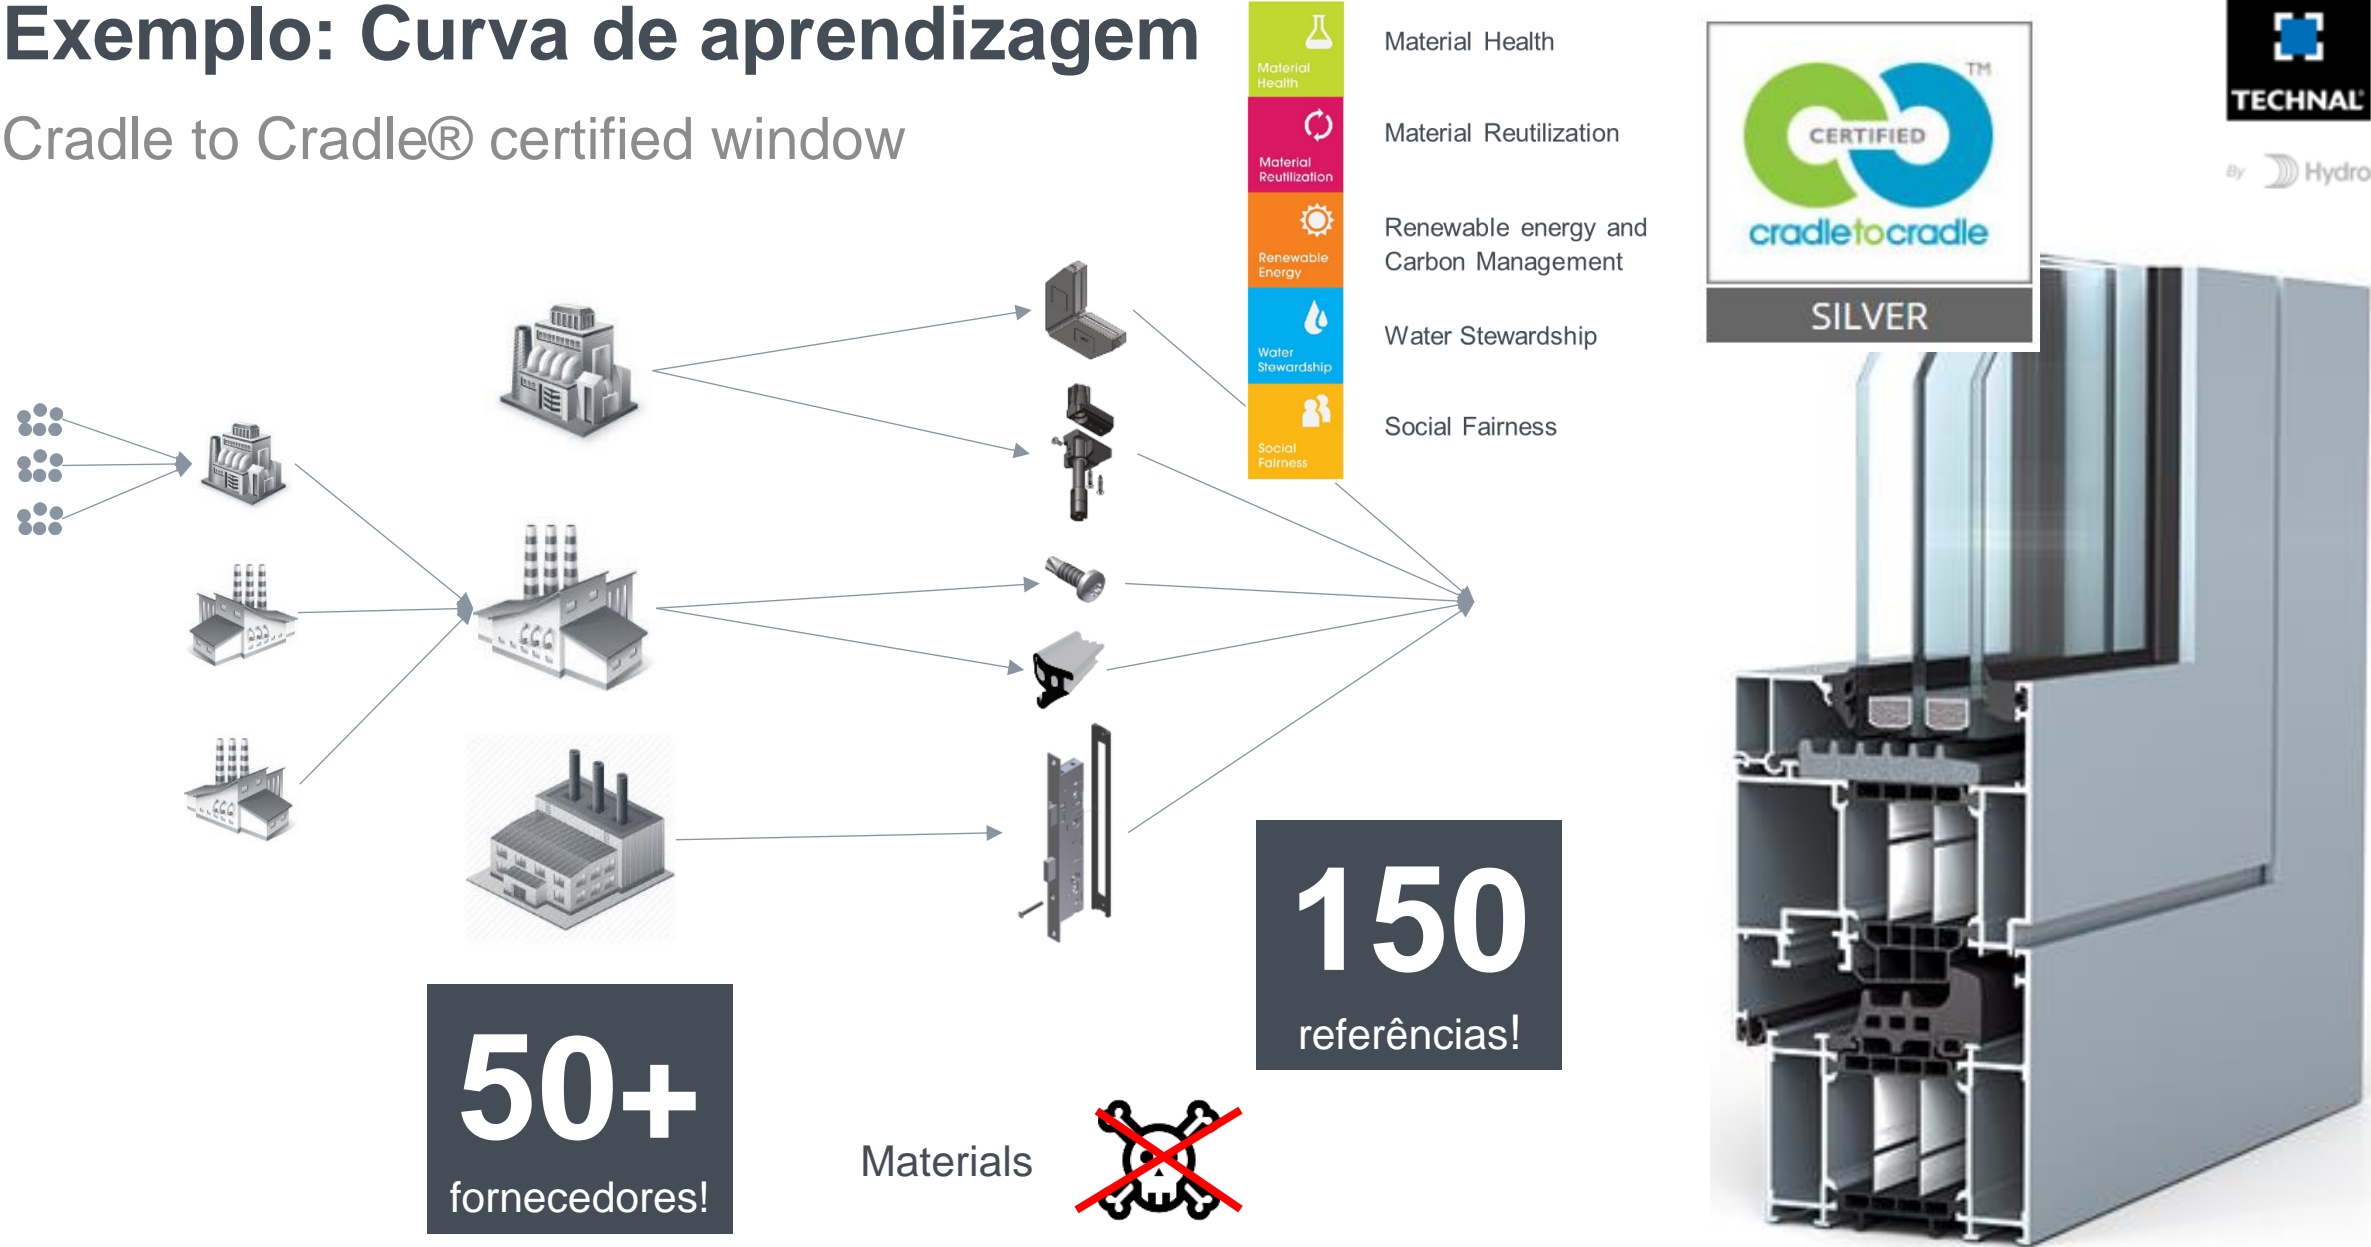 Exemplo: Curva de aprendizagem
Cradle to Cradle® certified window
Material
Health
Material Health
Material
Reutilization
Material Reutilization
Renewable
Energy
Renewable energy and
Carbon Management
Water
Stewardship
Water Stewardship
Social
Fairness
Social Fairness
TM
CERTIFIED
cradletocradle
SILVER
TECHNAL®
By Hydro
150
referências!
50+
fornecedores!
Materials